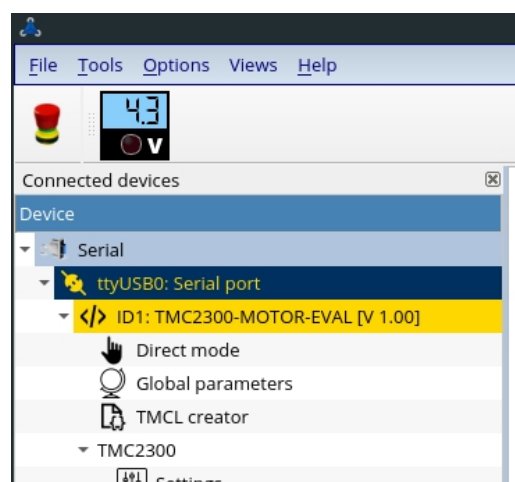 File Tools Options Views Help
4.3
V
Connected devices
Device
Serial
ttyUSB0: Serial port
</> ID1: TMC2300-MOTOR-EVAL [V 1.00]
Direct mode
Global parameters
TMCL creator
TMC2300
Settings